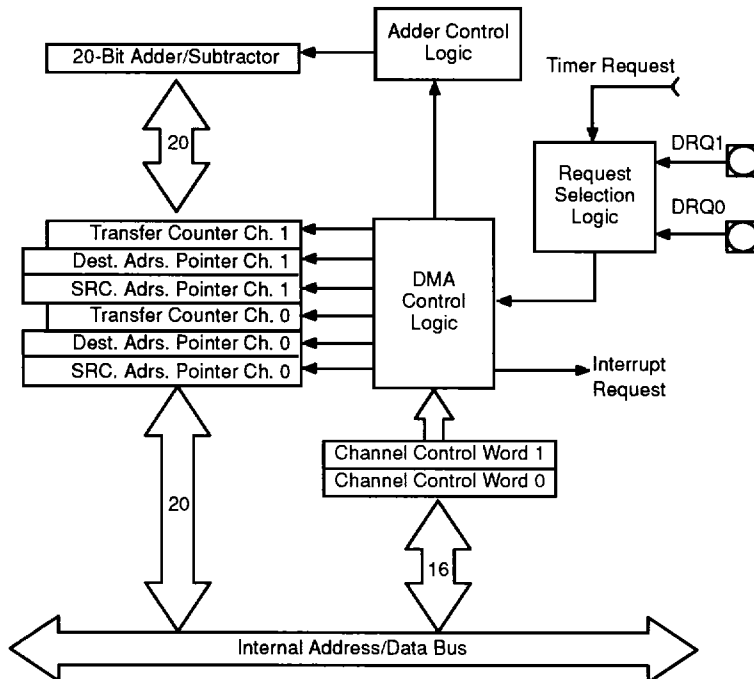 Adder Control
Logic
20-Bit Adder/Subtractor
Timer Request
20
DRQ1
Request
Selection
Logic
DRQ0
Transfer Counter Ch. 1
Dest. Adrs. Pointer Ch. 1
SRC. Adrs. Pointer Ch. 1
Transfer Counter Ch. 0
Dest. Adrs. Pointer Ch. 0
SRC. Adrs. Pointer Ch. 0
DMA
Control
Logic
Interrupt
Request
Channel Control Word 1
Channel Control Word 0
20
16
Internal Address/Data Bus